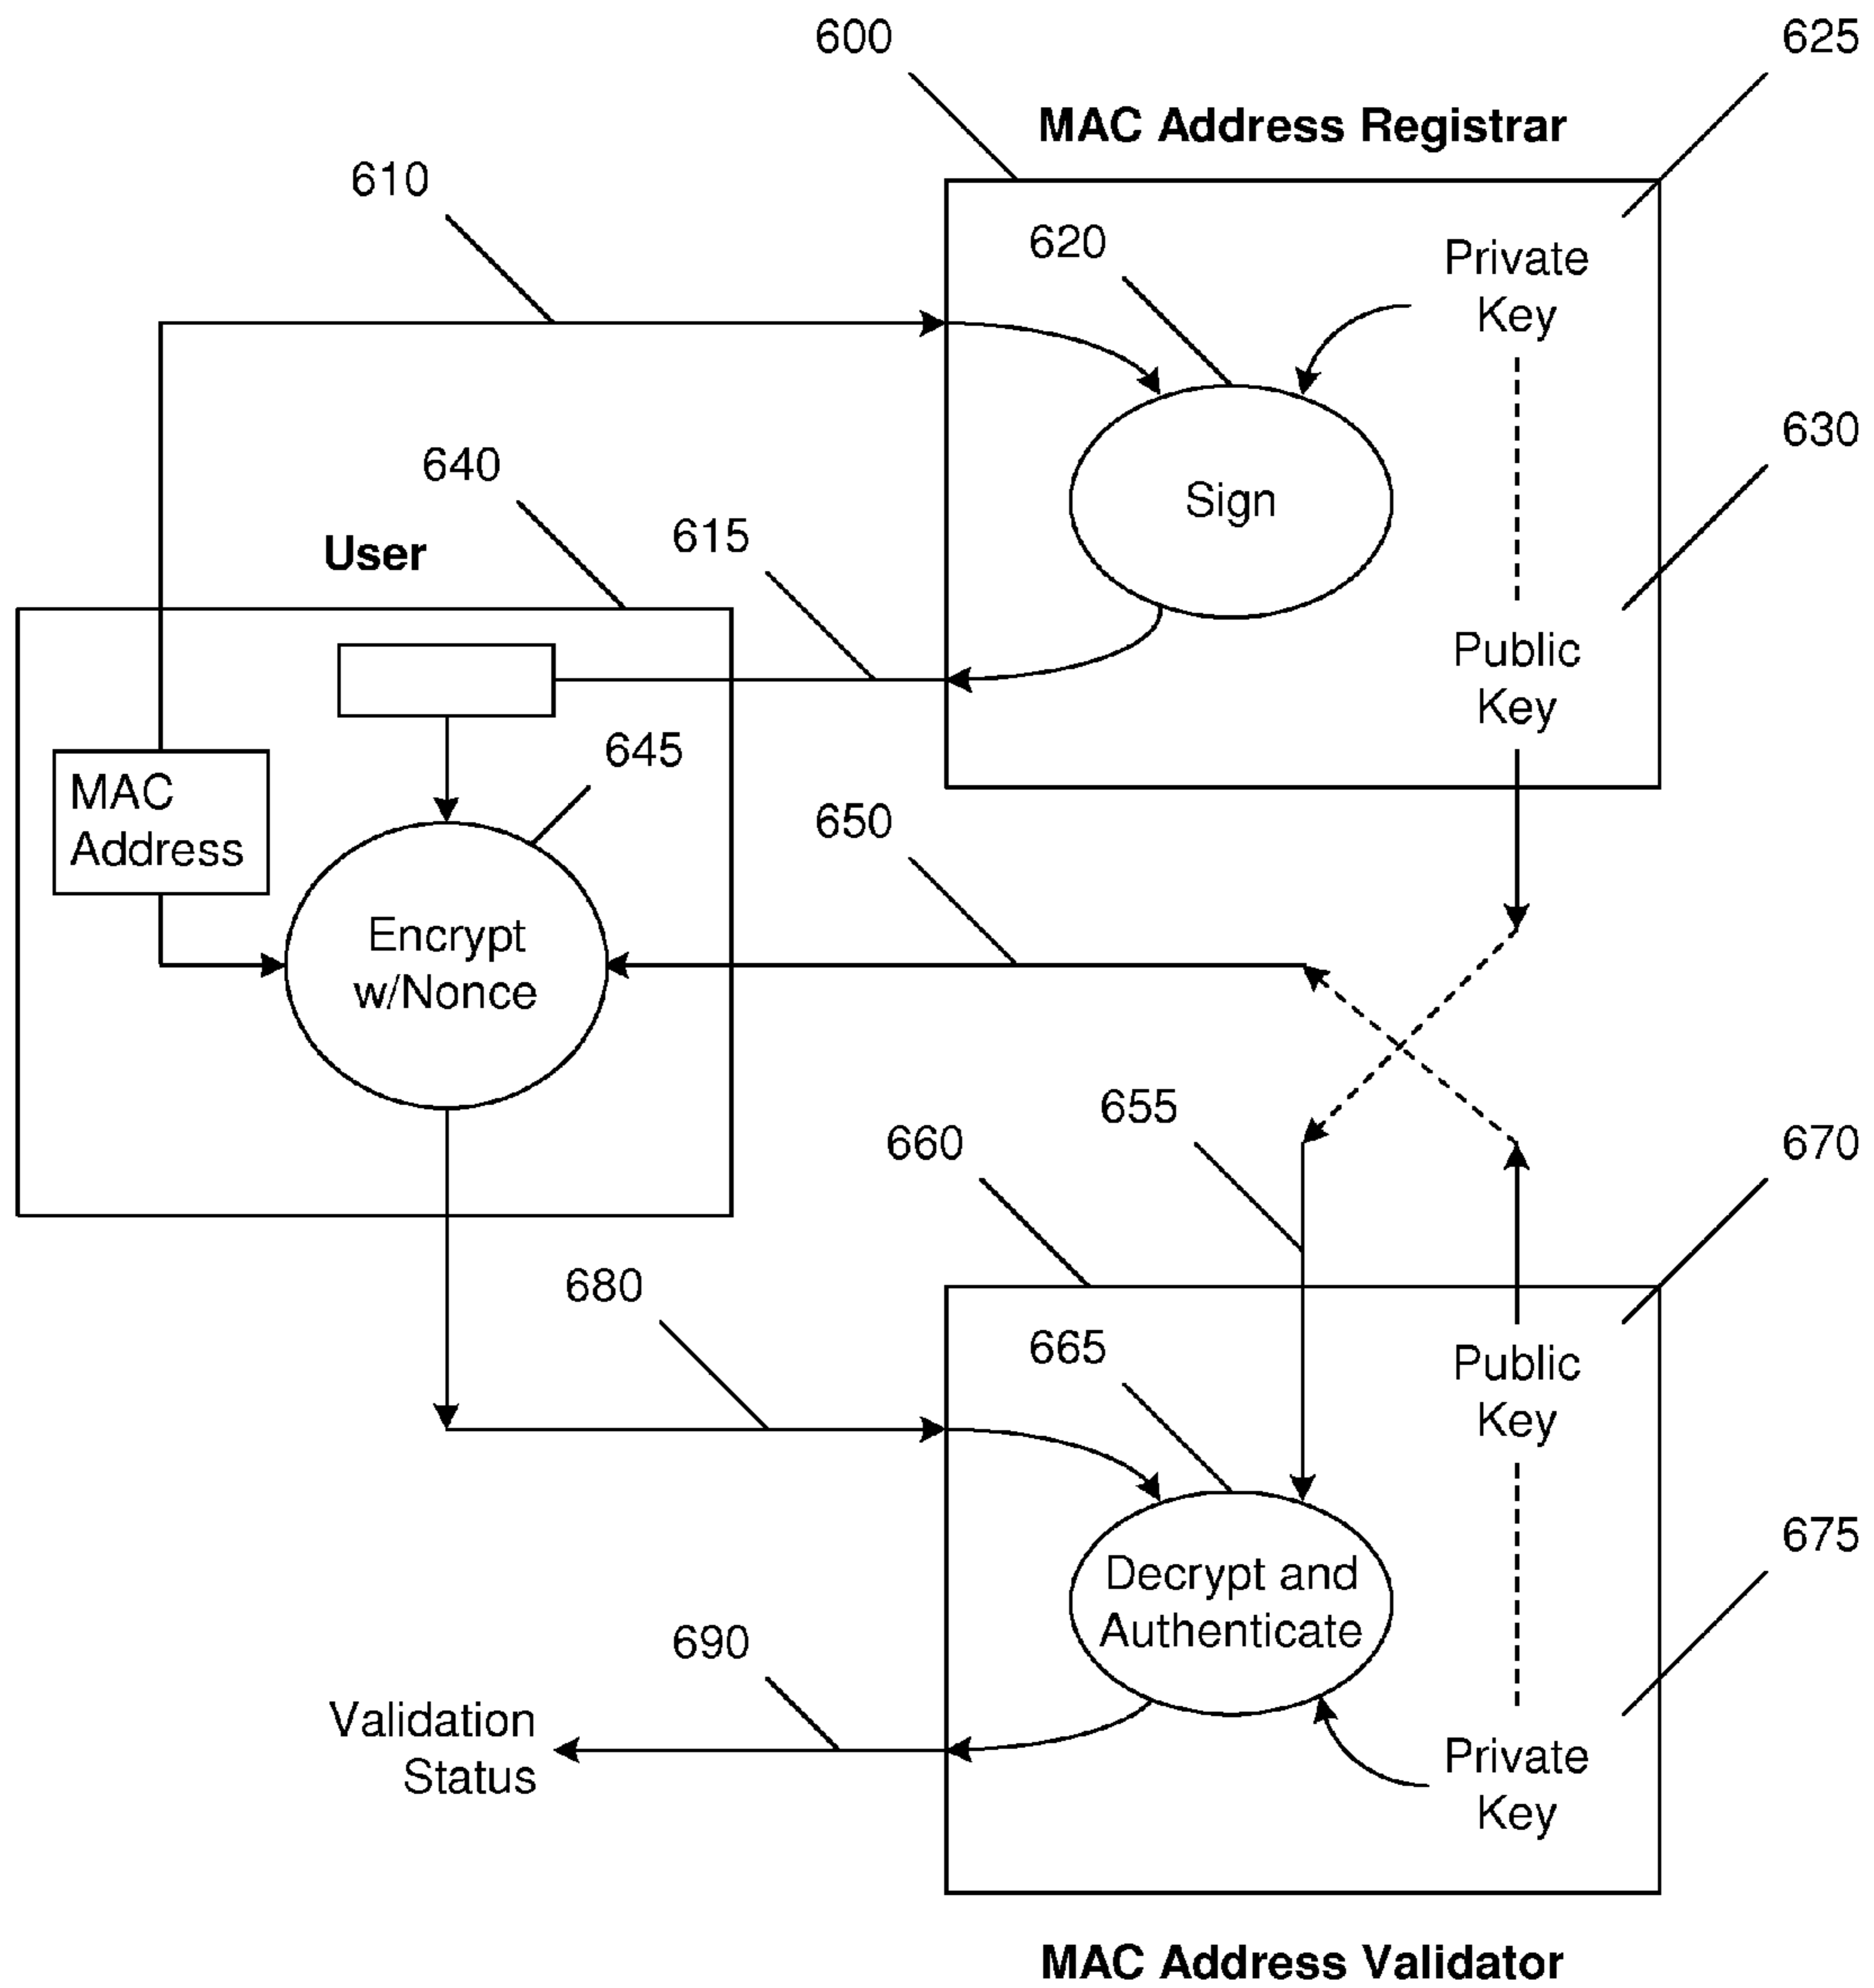 600
625
MAC Address Registrar
610
620
Private
Key
630
640
615
Sign
User
Public
Key
645
MAC
Address
650
Encrypt
w/Nonce
655
660
670
680
665
Public
Key
675
Decrypt and
Authenticate
690
Validation
Status
Private
Key
MAC Address Validator